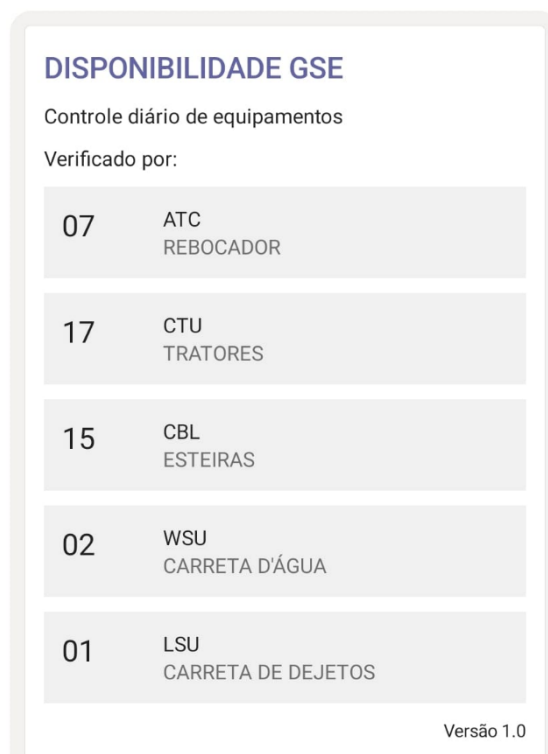 DISPONIBILIDADE GSE
Controle diário de equipamentos
Verificado por:
07
ATC
REBOCADOR
17
CTU
TRATORES
15
CBL
ESTEIRAS
02
WSU
CARRETA D'ÁGUA
01
LSU
CARRETA DE DEJETOS
Versão 1.0